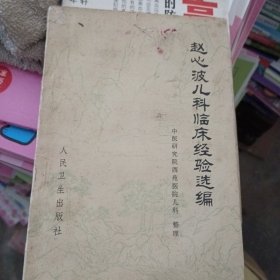 赵心波儿科临床经验选编
中医研究院西苑医院儿科 整理
人民卫生出版社